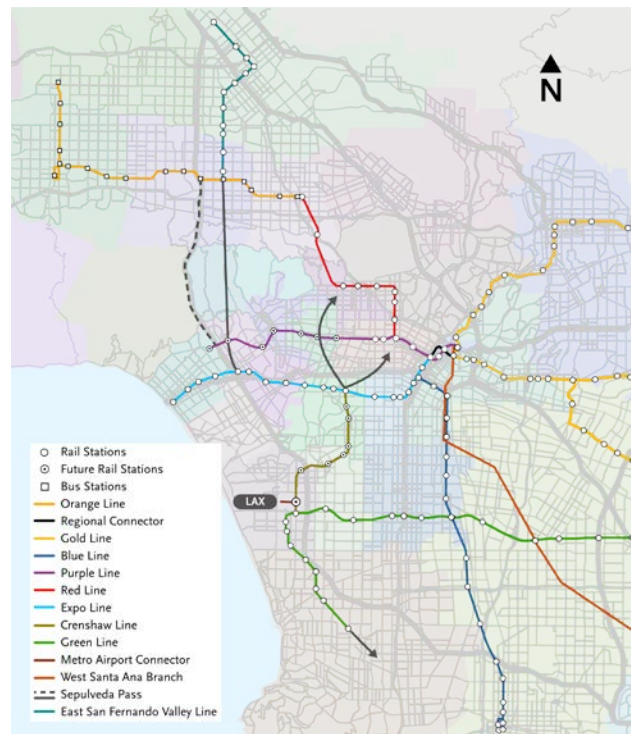 N
Rail Stations
Future Rail Stations
Bus Stations
Orange Line
Regional Connector
Gold Line
Blue Line
Purple Line
Red Line
Expo Line
Crenshaw Line
Green Line
Metro Airport Connector
West Santa Ana Branch
Sepulveda Pass
East San Fernando Valley Line
LAX